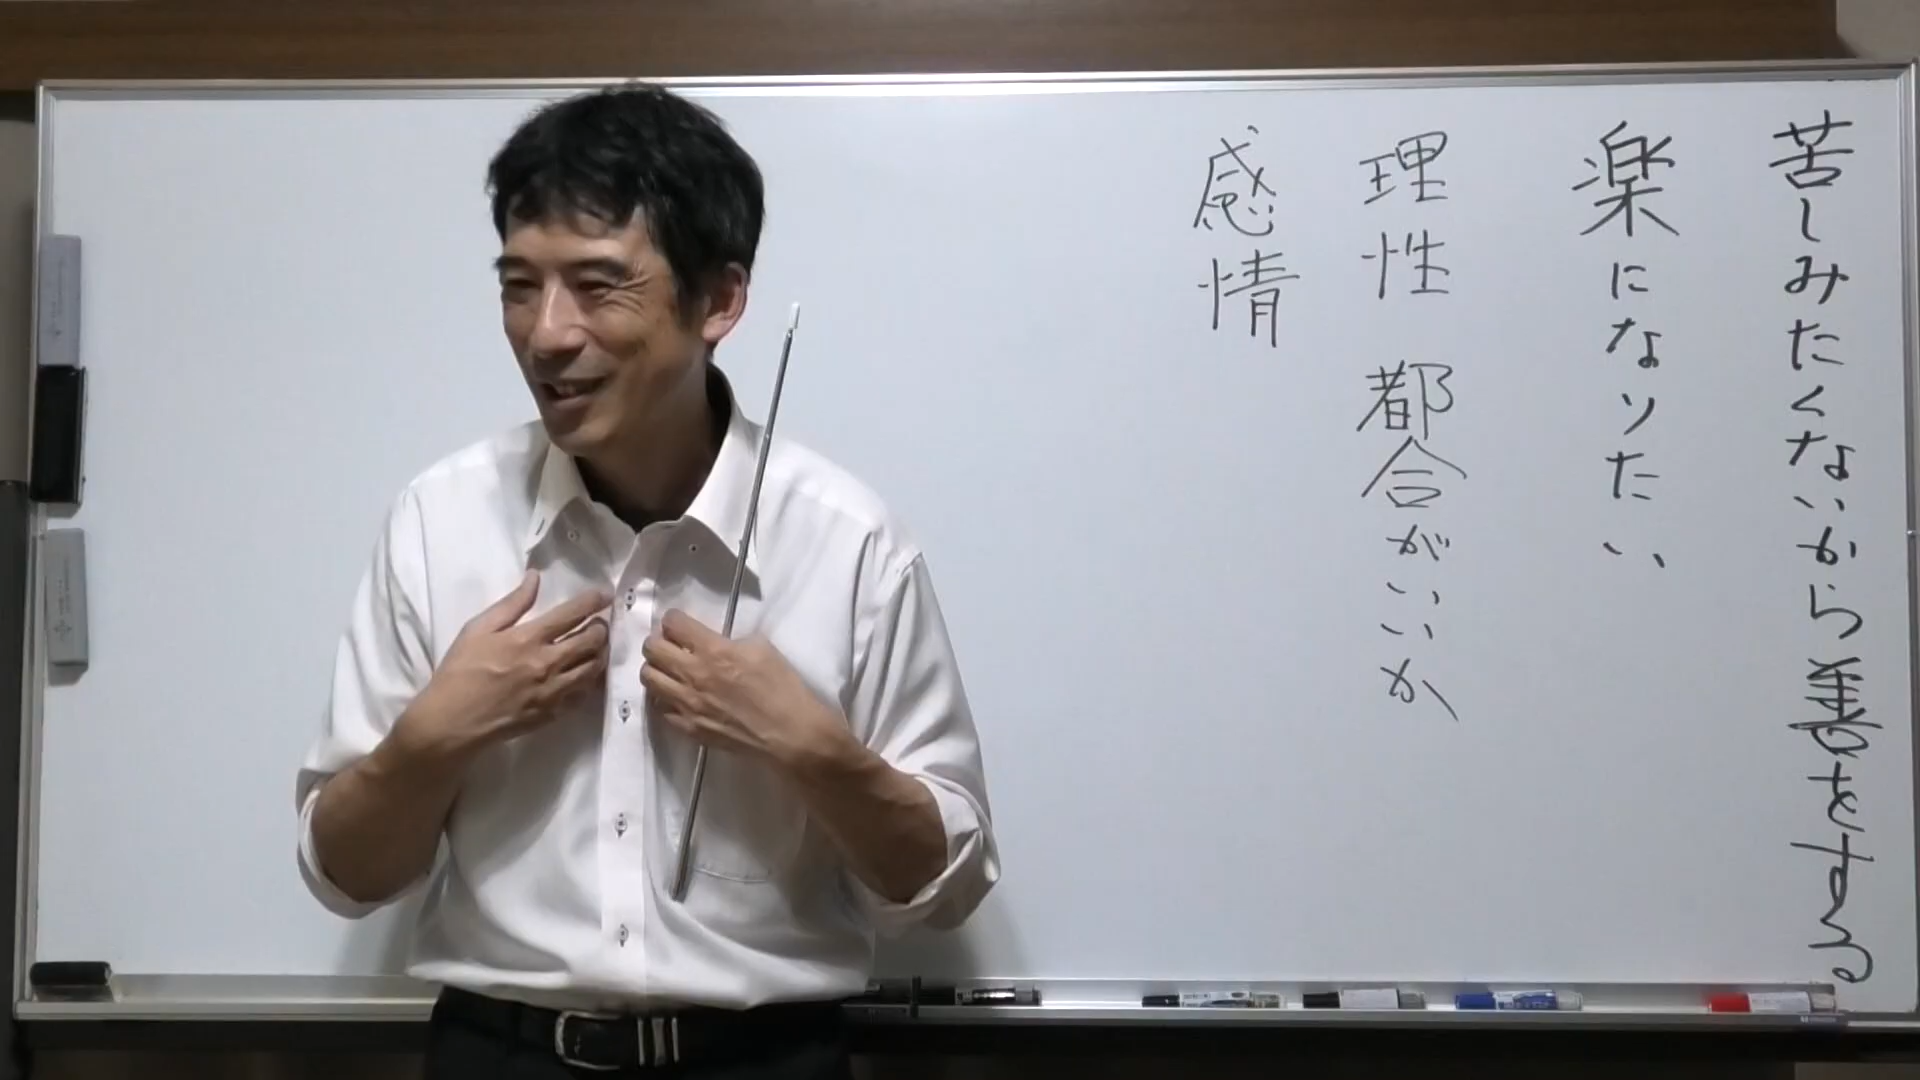 苦しみたくないから善をする
楽になりたい
理性 都合がいいか
感情